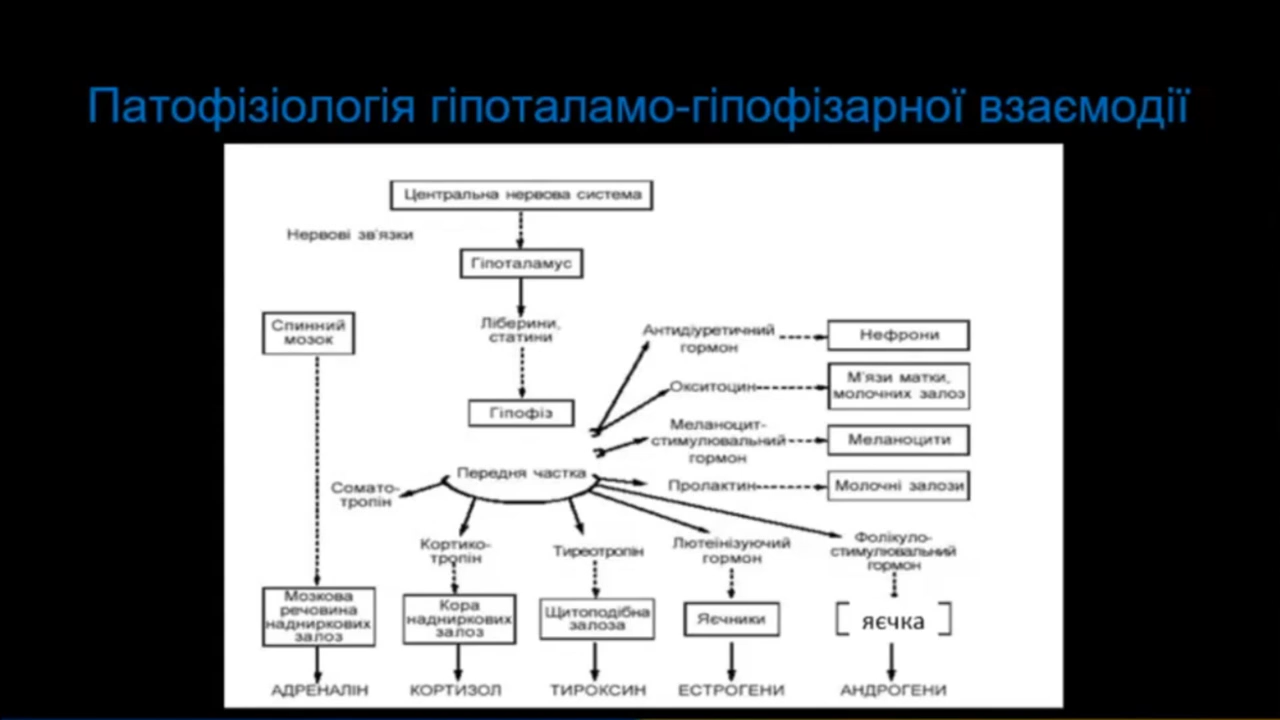 Патофізіологія гіпоталамо-гіпофізарної взаємодії
Центральна нервова система
Нервові зв'язки
Гіпоталамус
Спинний
мозок
Ліберини,
статини
Гіпофіз
Антидіуретичний
гормон
Нефрони
Окситоцин
М'язи матки,
молочних залоз
Меланоцит-
стимулювальний
гормон
Меланоцити
Передня частка
Пролактин
Молочні залози
Сомато-
тропін
Кортико-
тропін
Тиреотропін
Лютеінізуючий
гормон
Фолікуло-
стимулювальний
гормон
Мозкова
речовина
надниркових
залоз
Кора
надниркових
залоз
Щитоподібна
залоза
Яєчники
яєчка
АДРЕНАЛІН
КОРТИЗОЛ
ТИРОКСИН
ЕСТРОГЕНИ
АНДРОГЕНИ